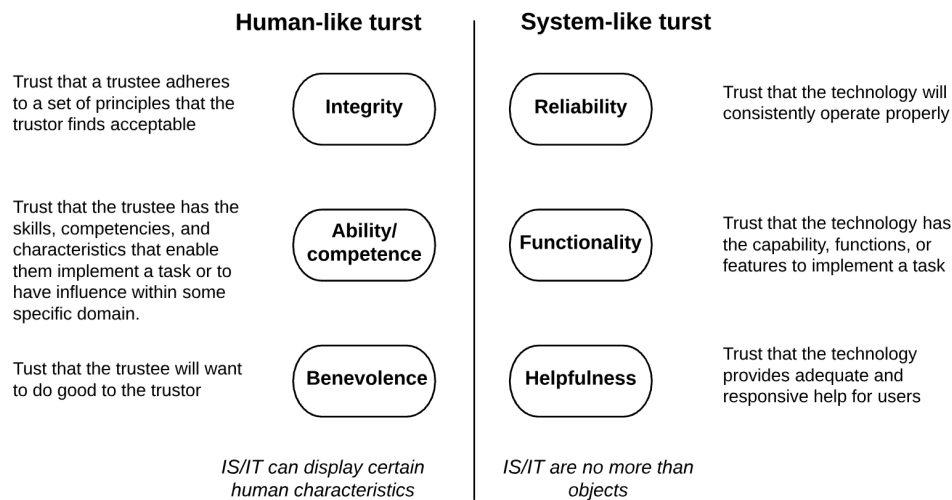 Human-like turst
System-like turst
Trust that a trustee adheres
to a set of principles that the
trustor finds acceptable
Integrity
Reliability
Trust that the technology will
consistently operate properly
Trust that the trustee has the
skills, competencies, and
characteristics that enable
them implement a task or to
have influence within some
specific domain.
Ability/
competence
Functionality
Trust that the technology has
the capability, functions, or
features to implement a task
Tust that the trustee will want
to do good to the trustor
Benevolence
Helpfulness
Trust that the technology
provides adequate and
responsive help for users
IS/IT can display certain
human characteristics
IS/IT are no more than
objects